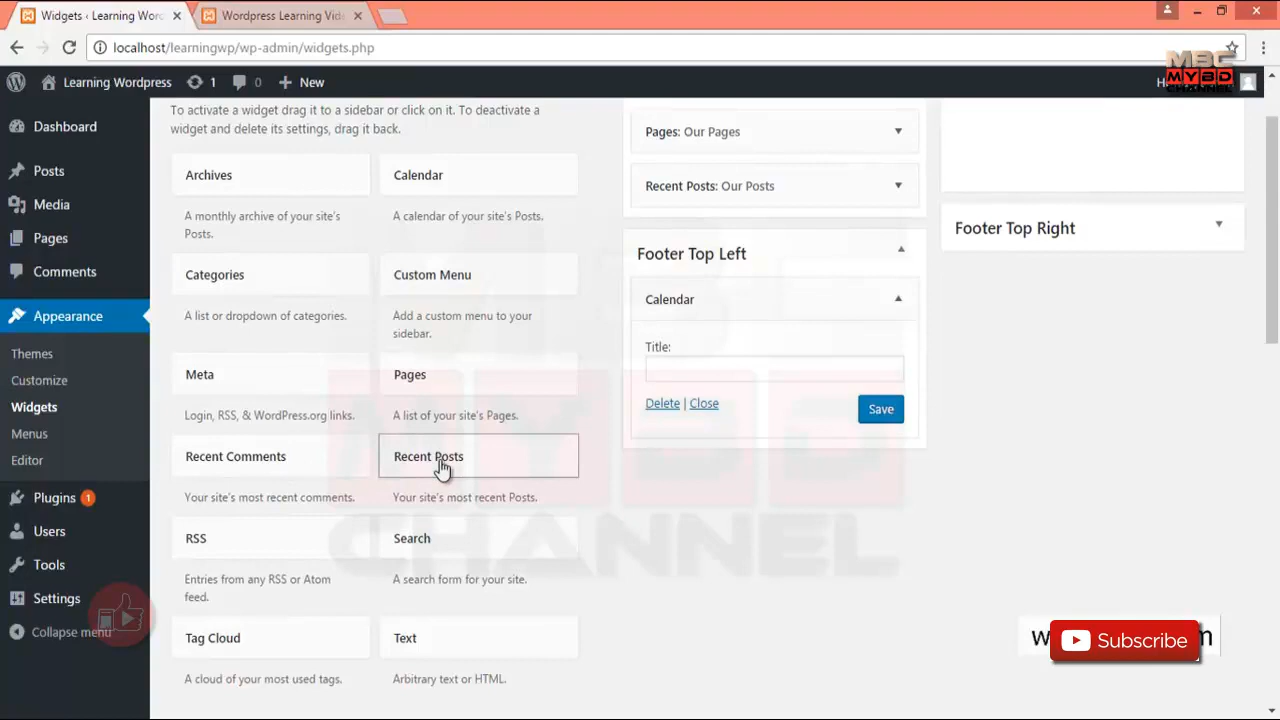 Widgets ‹ Learning Wor
Wordpress Learning Vid
localhost/learningwp/wp-admin/widgets.php
MBC
MYBD
CHANNEL
Learning Wordpress
1
0
New
Dashboard
Posts
Media
Pages
Comments
Appearance
Themes
Customize
Widgets
Menus
Editor
Plugins 1
Users
Tools
Settings
Collapse menu
To activate a widget drag it to a sidebar or click on it. To deactivate a
widget and delete its settings, drag it back.
Archives
A monthly archive of your site's
Posts.
Calendar
A calendar of your site's Posts.
Categories
A list or dropdown of categories.
Custom Menu
Add a custom menu to your
sidebar.
Meta
Login, RSS, & WordPress.org links.
Pages
A list of your site's Pages.
Recent Comments
Your site's most recent comments.
Recent Posts
Your site's most recent Posts.
RSS
Entries from any RSS or Atom
feed.
Search
A search form for your site.
Tag Cloud
A cloud of your most used tags.
Text
Arbitrary text or HTML.
Pages: Our Pages
Recent Posts: Our Posts
Footer Top Left
Calendar
Title:
Delete | Close
Save
Footer Top Right
MYBD
CHANNEL
Subscribe